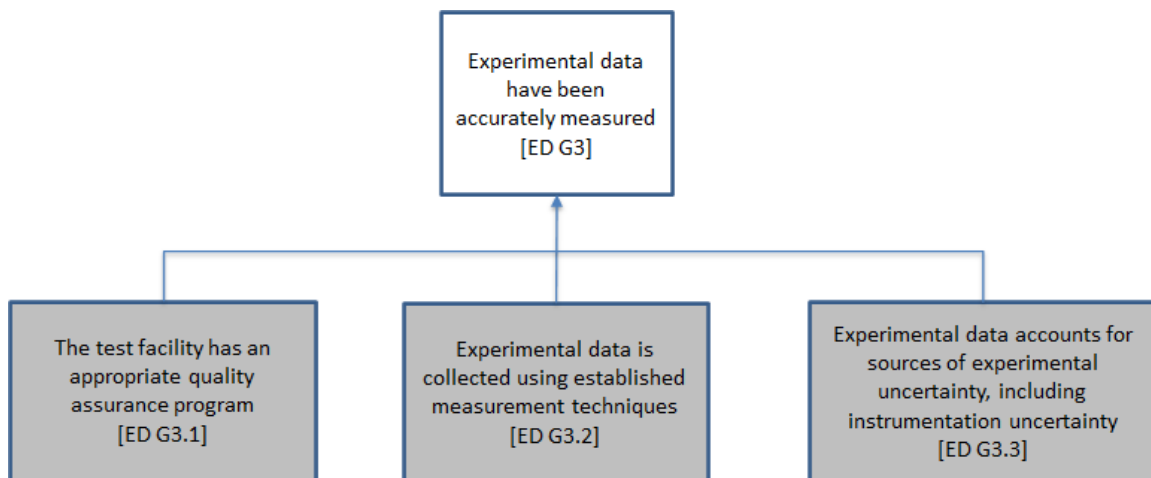 Experimental data
have been
accurately measured
[ED G3]
The test facility has an
appropriate quality
assurance program
[ED G3.1]
Experimental data is
collected using established
measurement techniques
[ED G3.2]
Experimental data accounts for
sources of experimental
uncertainty, including
instrumentation uncertainty
[ED G3.3]